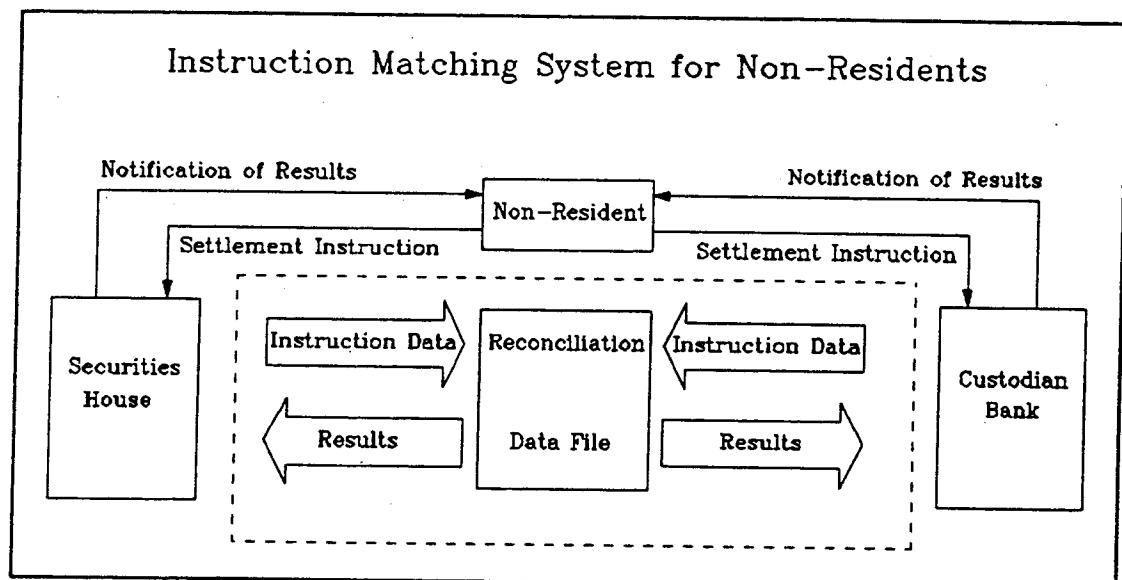 Instruction Matching System for Non-Residents
Notification of Results
Notification of Results
Non-Resident
Settlement Instruction
Settlement Instruction
Instruction Data
Reconciliation
Instruction Data
Securities
House
Custodian
Bank
Results
Data File
Results